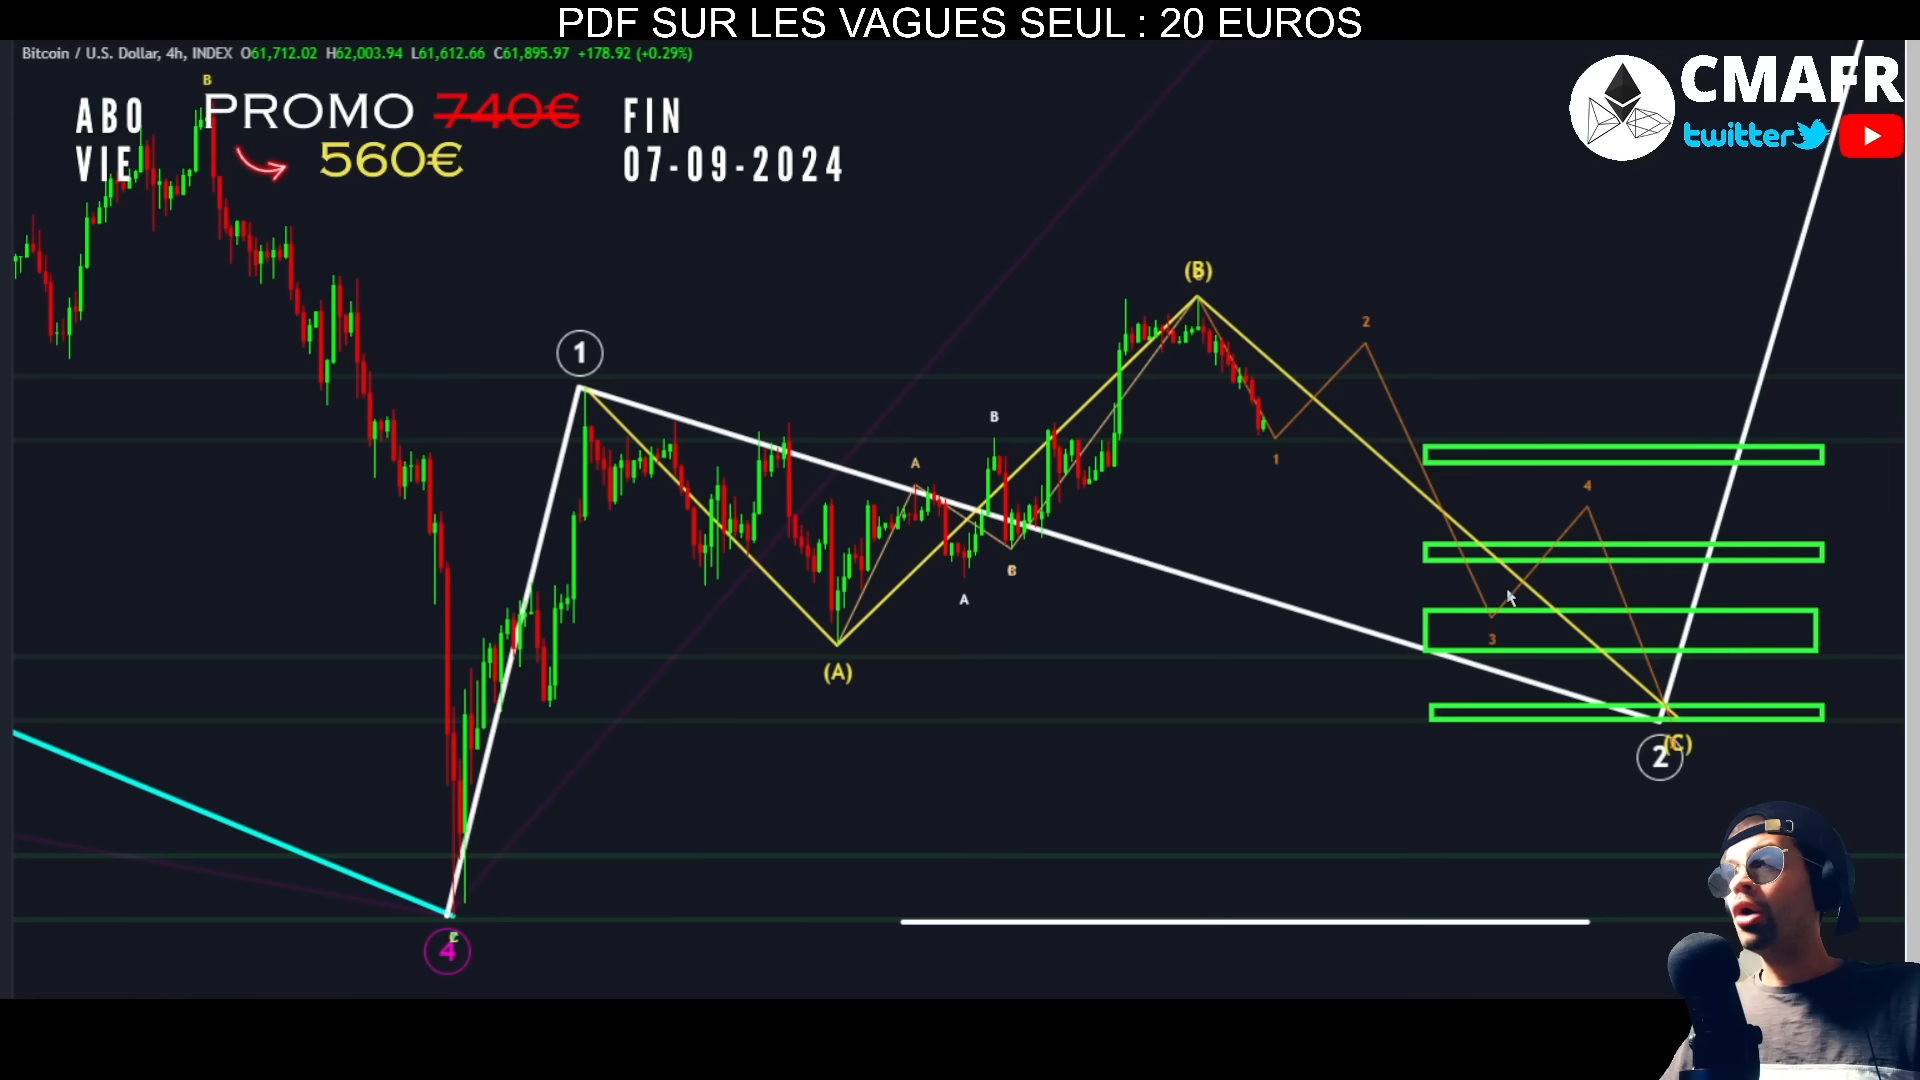 PDF SUR LES VAGUES SEUL : 20 EUROS
Bitcoin / U.S. Dollar, 4h, INDEX O61,712.02 H62,003.94 L61,612.66 C61,895.97 +178.92 (+0.29%)
B
ABO VIE
PROMO 740€
560€
FIN
07-09-2024
CMAFR
twitter
(B)
2
1
B
A
1
4
B
A
3
(A)
(C)
2
4